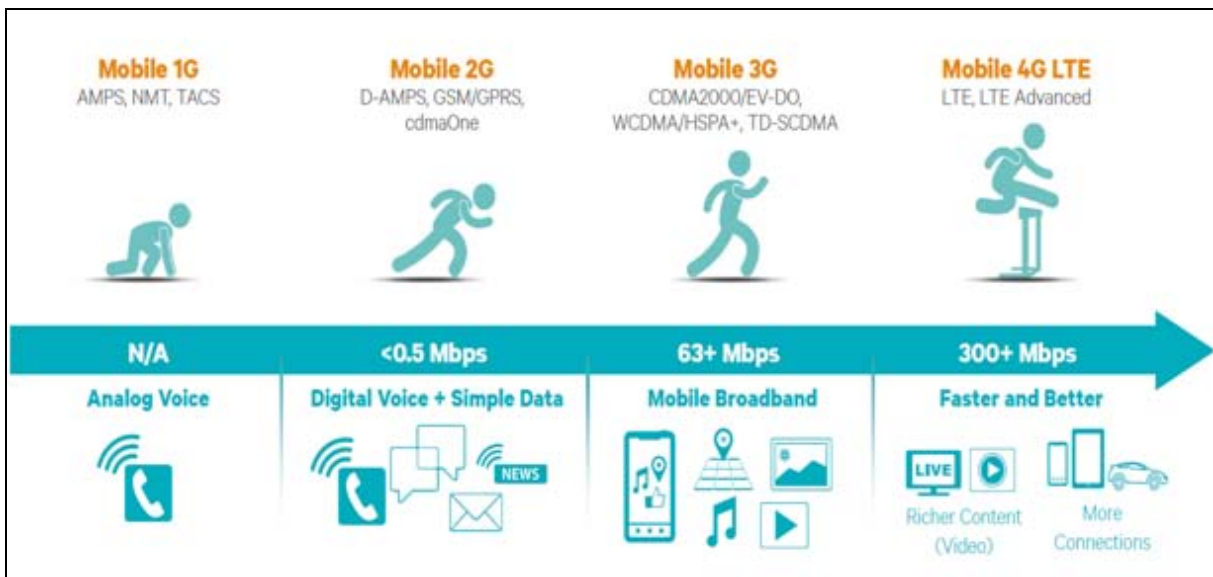 Mobile 1G
AMPS, NMT, TACS
Mobile 2G
D-AMPS, GSM/GPRS,
cdmaOne
Mobile 3G
CDMA2000/EV-DO,
WCDMA/HSPA+, TD-SCDMA
Mobile 4G LTE
LTE, LTE Advanced
N/A
<0.5 Mbps
63+ Mbps
300+ Mbps
Analog Voice
Digital Voice + Simple Data
Mobile Broadband
Faster and Better
NEWS
LIVE
Richer Content
(Video)
More
Connections